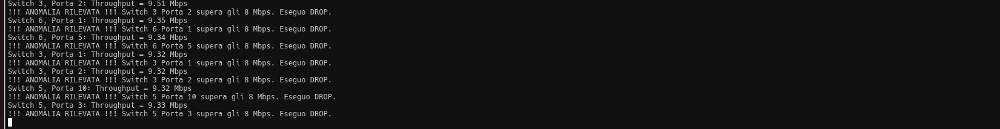 Switch 3, Porta 2: Throughput = 9.51 Mbps
!!! ANOMALIA RILEVATA !!! Switch 3 Porta 2 supera gli 8 Mbps. Eseguo DROP.
Switch 6, Porta 1: Throughput = 9.35 Mbps
!!! ANOMALIA RILEVATA !!! Switch 6 Porta 1 supera gli 8 Mbps. Eseguo DROP.
Switch 6, Porta 5: Throughput = 9.34 Mbps
!!! ANOMALIA RILEVATA !!! Switch 6 Porta 5 supera gli 8 Mbps. Eseguo DROP.
Switch 3, Porta 1: Throughput = 9.32 Mbps
!!! ANOMALIA RILEVATA !!! Switch 3 Porta 1 supera gli 8 Mbps. Eseguo DROP.
Switch 3, Porta 2: Throughput = 9.32 Mbps
!!! ANOMALIA RILEVATA !!! Switch 3 Porta 2 supera gli 8 Mbps. Eseguo DROP.
Switch 5, Porta 10: Throughput = 9.32 Mbps
!!! ANOMALIA RILEVATA !!! Switch 5 Porta 10 supera gli 8 Mbps. Eseguo DROP.
Switch 5, Porta 3: Throughput = 9.33 Mbps
!!! ANOMALIA RILEVATA !!! Switch 5 Porta 3 supera gli 8 Mbps. Eseguo DROP.